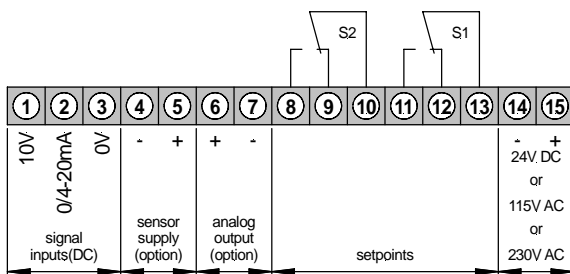 S2
S1
1 2 3 4 5 6 7 8 9 10 11 12 13 14 15
10V
0/4-20mA
0V
- +
+ -
- +
24V DC
or
115V AC
or
230V AC
signal
inputs(DC)
sensor
supply
(option)
analog
output
(option)
setpoints